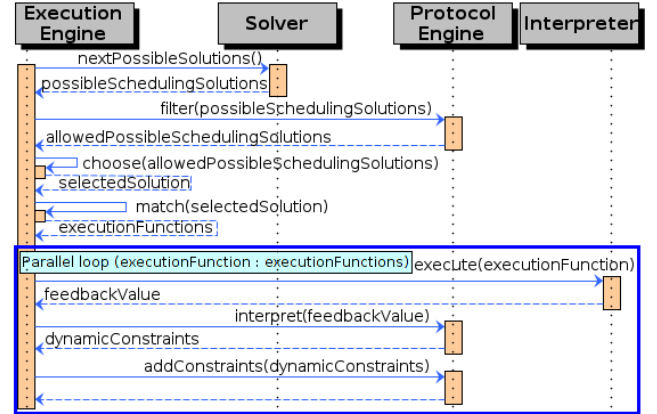 Execution
Engine
Solver
Protocol
Engine
Interpreter
nextPossibleSolutions()
possibleSchedulingSolutions
filter(possibleSchedulingSolutions)
allowedPossibleSchedulingSolutions
choose(allowedPossibleSchedulingSolutions)
selectedSolution
match(selectedSolution)
executionFunctions
Parallel loop (executionFunction : executionFunctions)
execute(executionFunction)
feedbackValue
interpret(feedbackValue)
dynamicConstraints
addConstraints(dynamicConstraints)